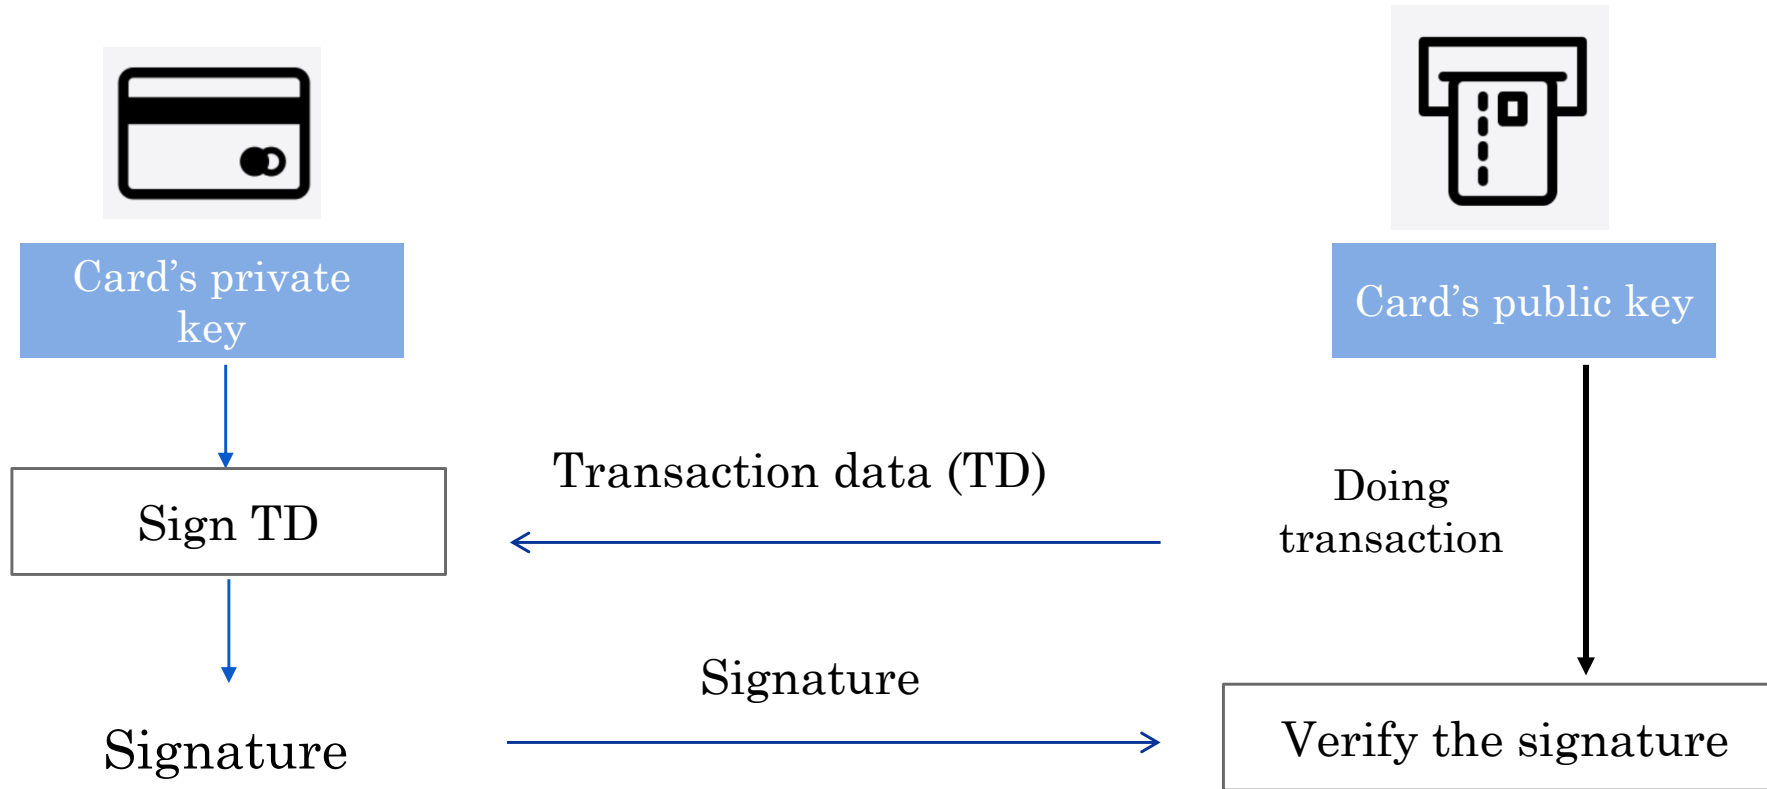 Card’s private
key
Card’s public key
Transaction data (TD)
Doing
transaction
Sign TD
Signature
Signature
Verify the signature